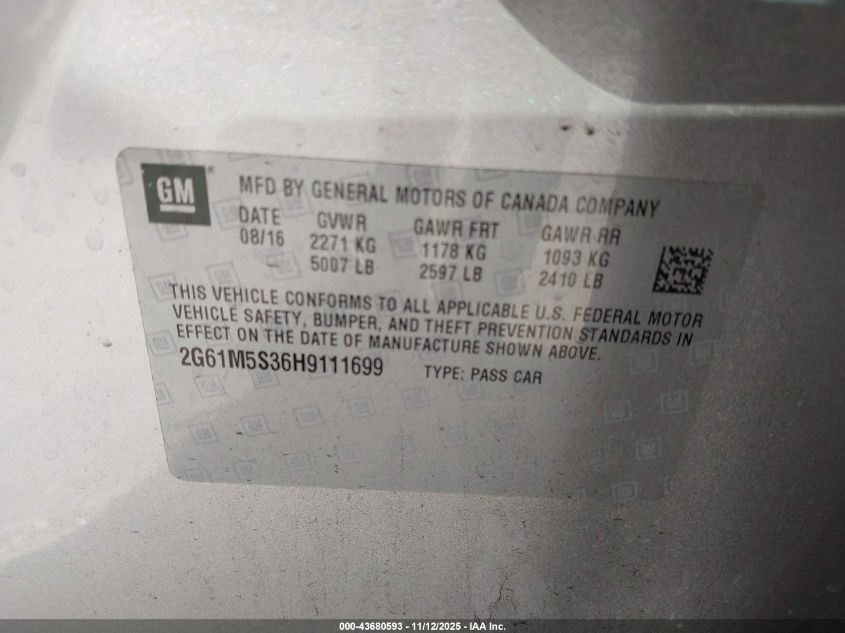 GM
MFD BY GENERAL MOTORS OF CANADA COMPANY
DATE GVWR GAWR FRT GAWR RR
08/16 2271 KG 1178 KG 1093 KG
5007 LB 2597 LB 2410 LB
THIS VEHICLE CONFORMS TO ALL APPLICABLE U.S. FEDERAL MOTOR
VEHICLE SAFETY, BUMPER, AND THEFT PREVENTION STANDARDS IN
EFFECT ON THE DATE OF MANUFACTURE SHOWN ABOVE.
2G61M5S36H9111699 TYPE: PASS CAR
000-43680593 - 11/12/2025 - IAA Inc.